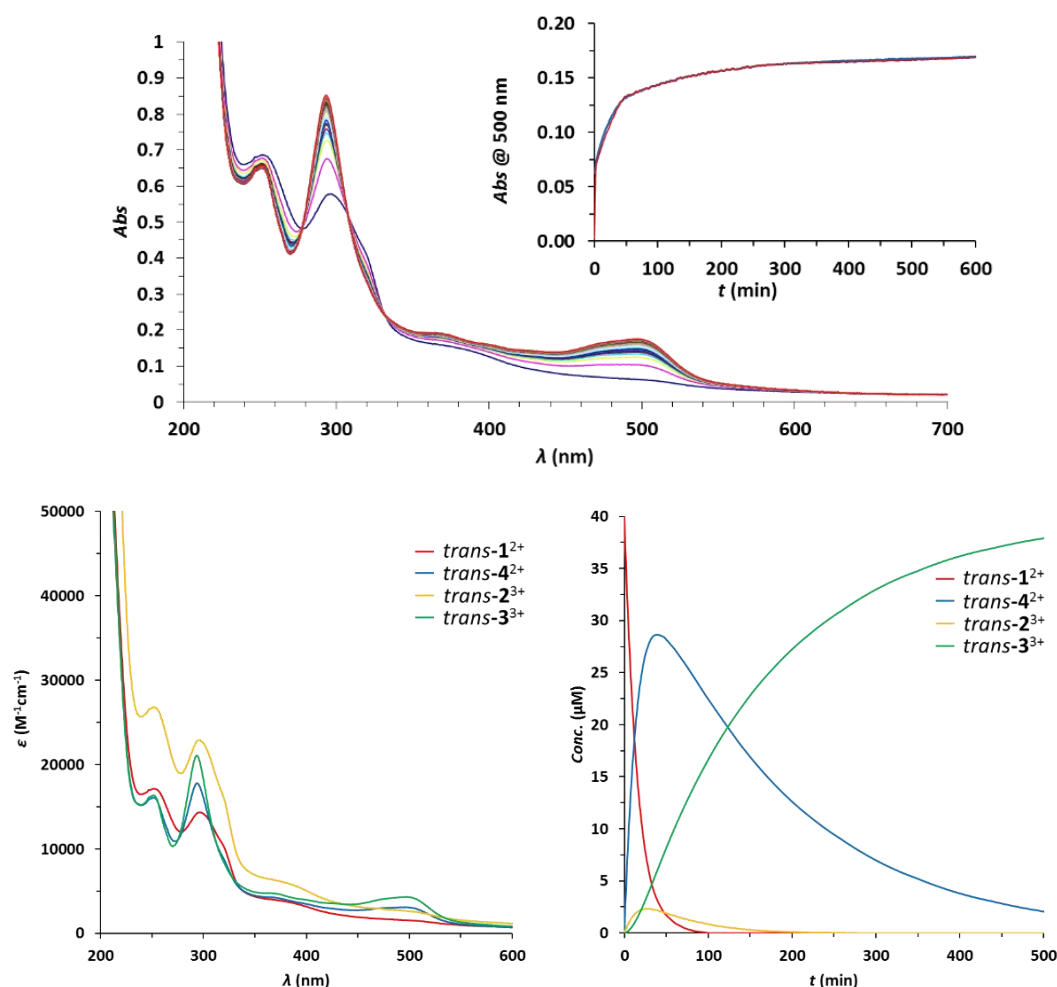 1
0.9
0.8
0.7
0.6
0.5
0.4
0.3
0.2
0.1
0
Abs
200 300 400 500 600 700
λ (nm)
0.20
0.15
0.10
0.05
0.00
Abs @ 500 nm
0 100 200 300 400 500 600
t (min)
50000
40000
30000
20000
10000
0
ε (M⁻¹cm⁻¹)
200 300 400 500 600
λ (nm)
trans-1²⁺
trans-4²⁺
trans-2³⁺
trans-3³⁺
40
35
30
25
20
15
10
5
0
Conc. (μM)
0 100 200 300 400 500
t (min)
trans-1²⁺
trans-4²⁺
trans-2³⁺
trans-3³⁺